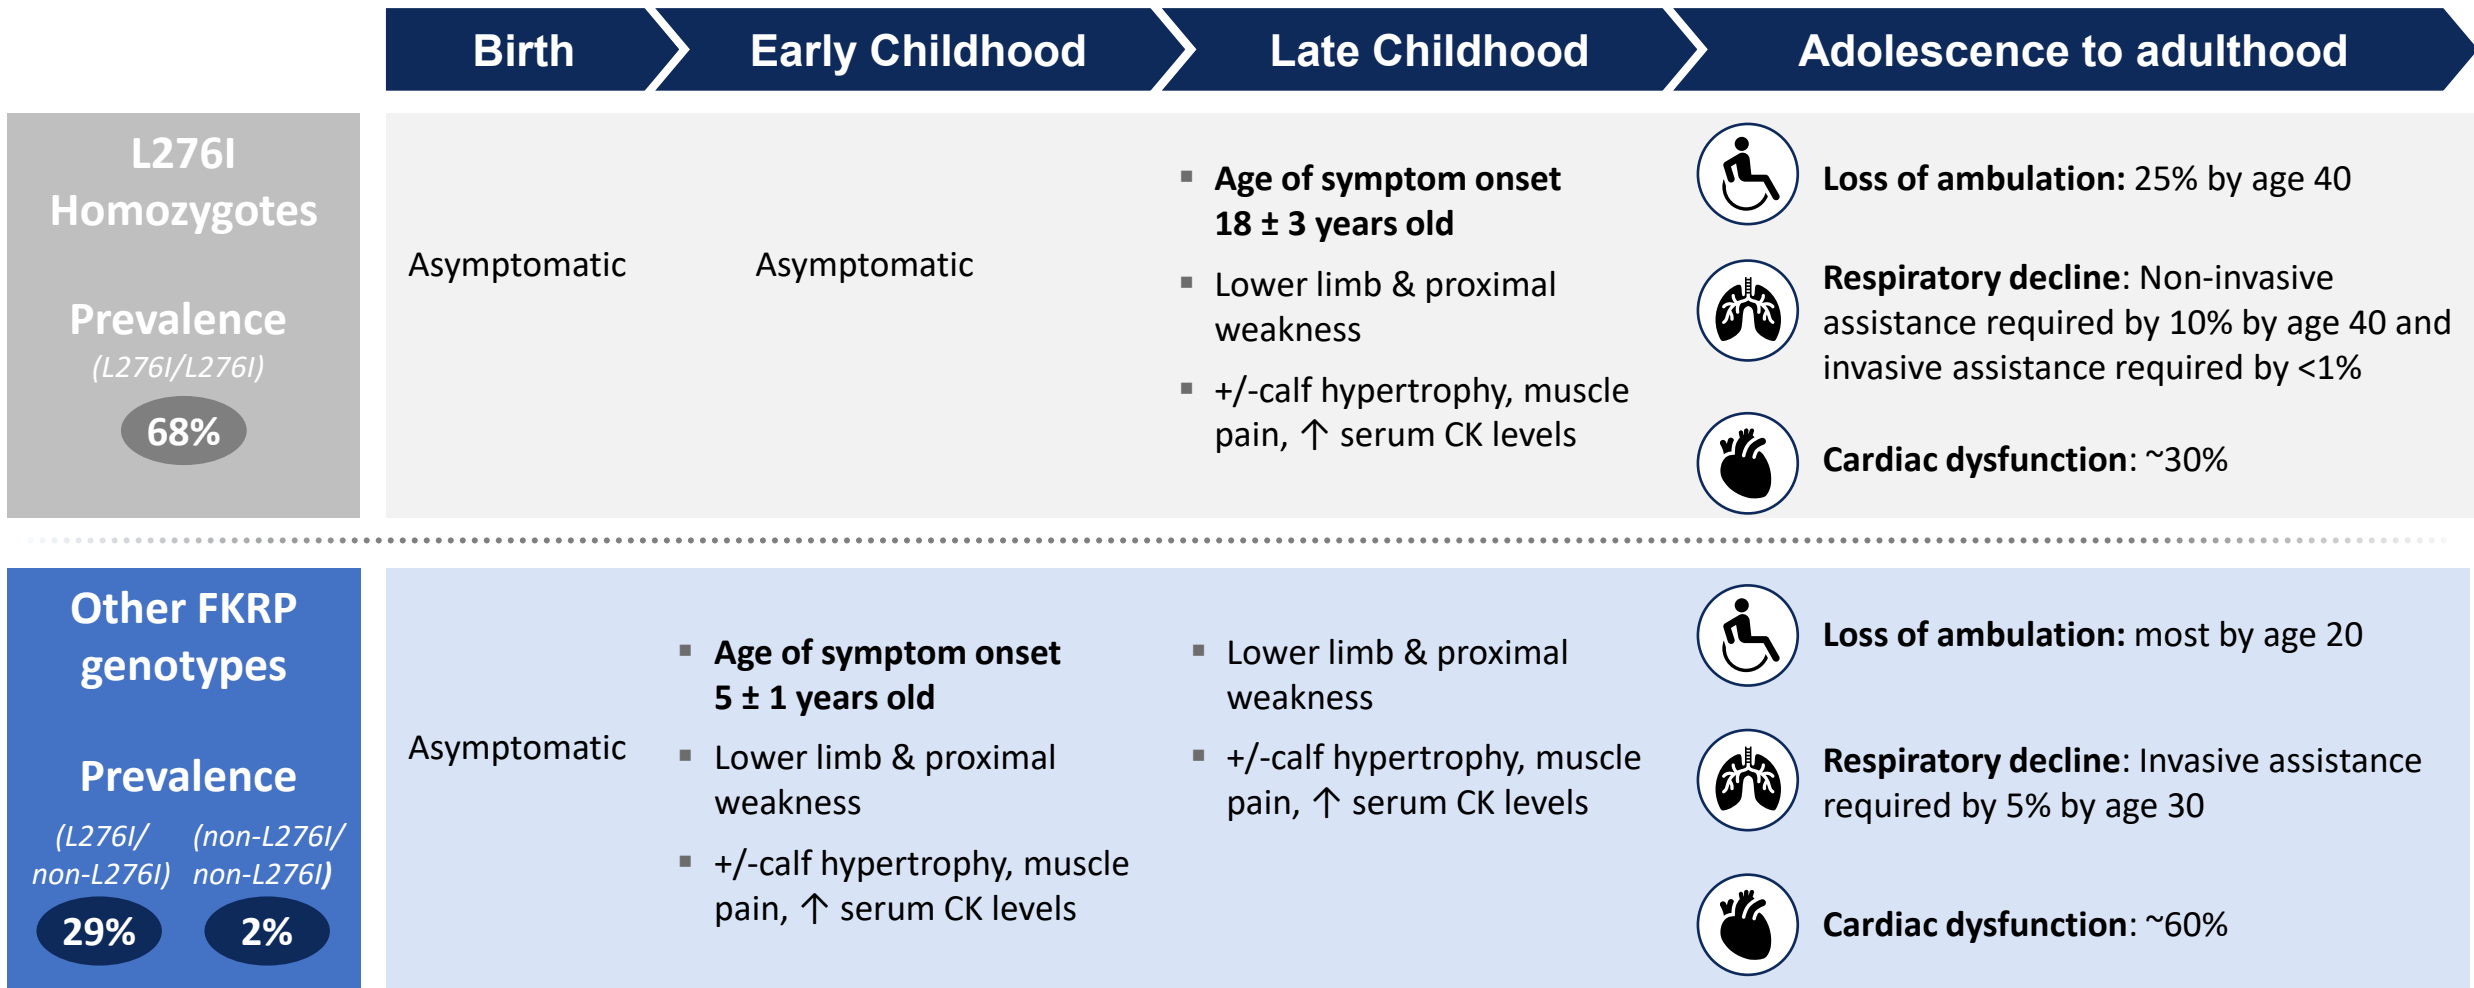 Birth
Early Childhood
Late Childhood
Adolescence to adulthood
L276I
Homozygotes
Prevalence
(L276I/L276I)
68%
Asymptomatic
Asymptomatic
▪ Age of symptom onset
18 ± 3 years old
▪ Lower limb & proximal
weakness
▪ +/-calf hypertrophy, muscle
pain, ↑ serum CK levels
Loss of ambulation: 25% by age 40
Respiratory decline: Non-invasive
assistance required by 10% by age 40 and
invasive assistance required by <1%
Cardiac dysfunction: ~30%
Other FKRP
genotypes
Prevalence
(L276I/
non-L276I)
29%
(non-L276I/
non-L276I)
2%
Asymptomatic
▪ Age of symptom onset
5 ± 1 years old
▪ Lower limb & proximal
weakness
▪ +/-calf hypertrophy, muscle
pain, ↑ serum CK levels
▪ Lower limb & proximal
weakness
▪ +/-calf hypertrophy, muscle
pain, ↑ serum CK levels
Loss of ambulation: most by age 20
Respiratory decline: Invasive assistance
required by 5% by age 30
Cardiac dysfunction: ~60%